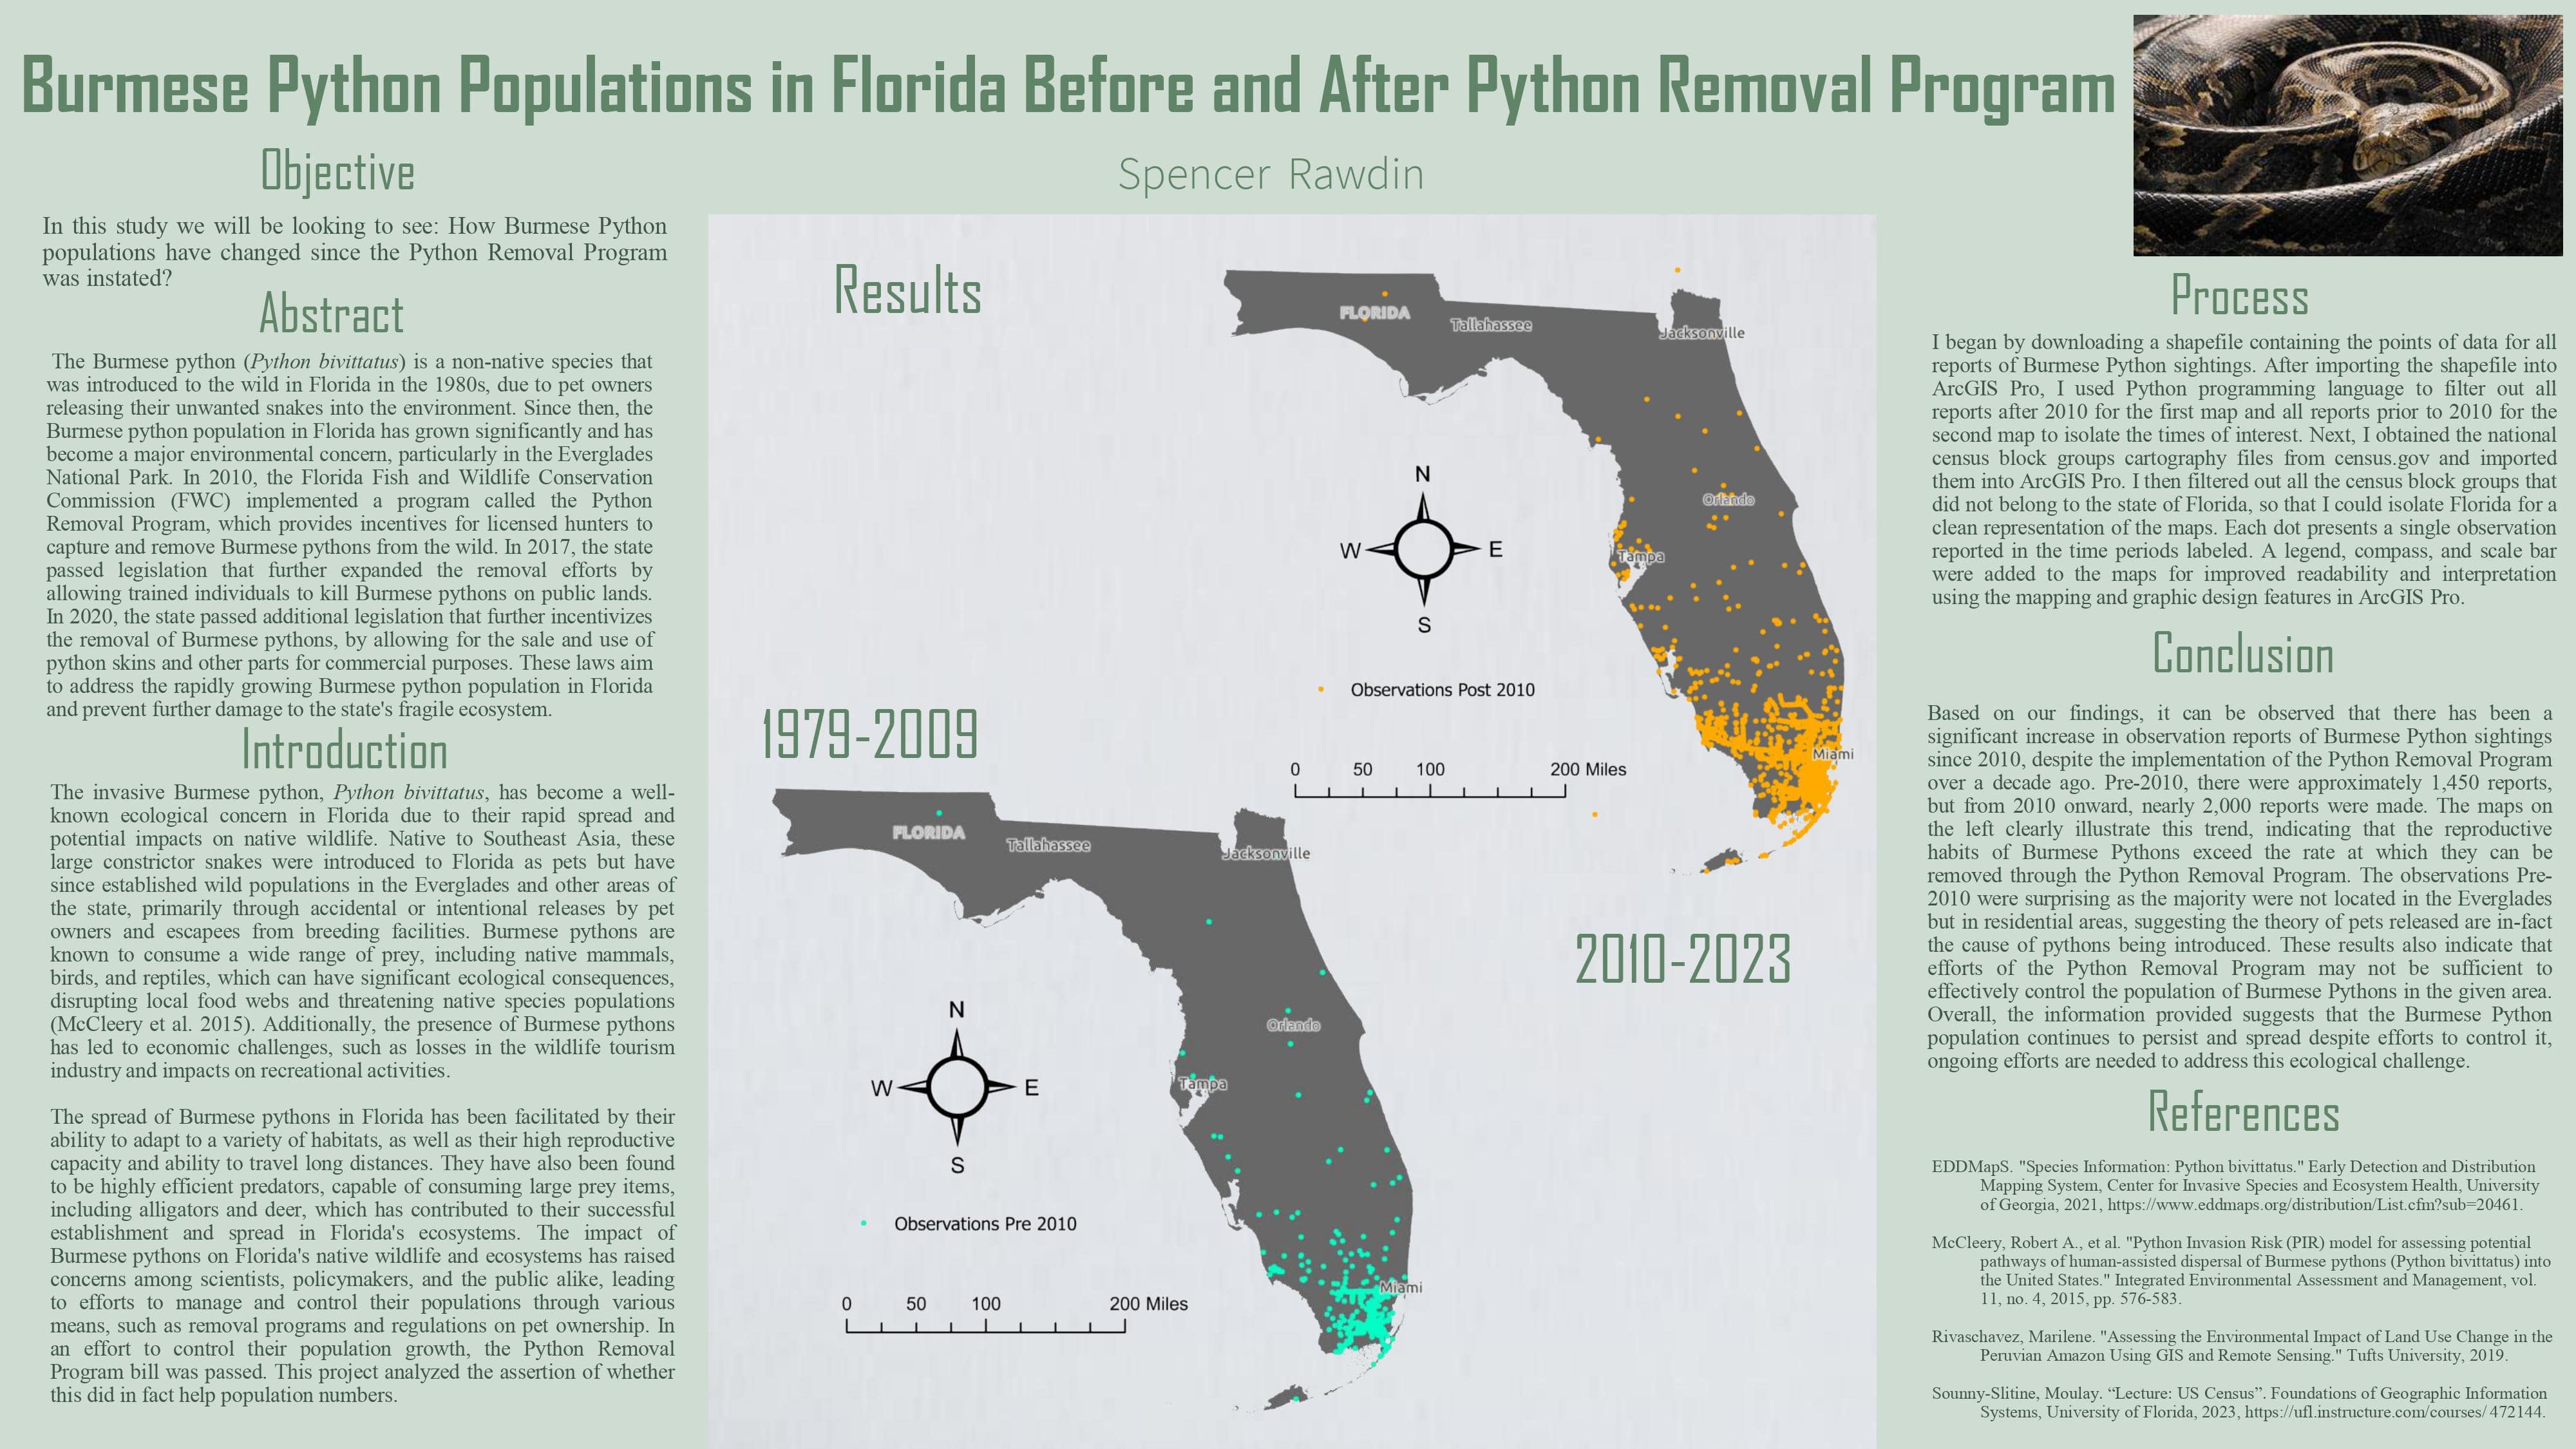 Burmese Python Populations in Florida Before and After Python Removal Program
Spencer Rawdin
Objective
In this study we will be looking to see: How Burmese Python
populations have changed since the Python Removal Program
was instated?
Abstract
The Burmese python (Python bivittatus) is a non-native species that
was introduced to the wild in Florida in the 1980s, due to pet owners
releasing their unwanted snakes into the environment. Since then, the
Burmese python population in Florida has grown significantly and has
become a major environmental concern, particularly in the Everglades
National Park. In 2010, the Florida Fish and Wildlife Conservation
Commission (FWC) implemented a program called the Python
Removal Program, which provides incentives for licensed hunters to
capture and remove Burmese pythons from the wild. In 2017, the state
passed legislation that further expanded the removal efforts by
allowing trained individuals to kill Burmese pythons on public lands.
In 2020, the state passed additional legislation that further incentivizes
the removal of Burmese pythons, by allowing for the sale and use of
python skins and other parts for commercial purposes. These laws aim
to address the rapidly growing Burmese python population in Florida
and prevent further damage to the state's fragile ecosystem.
Introduction
The invasive Burmese python, Python bivittatus, has become a well-
known ecological concern in Florida due to their rapid spread and
potential impacts on native wildlife. Native to Southeast Asia, these
large constrictor snakes were introduced to Florida as pets but have
since established wild populations in the Everglades and other areas of
the state, primarily through accidental or intentional releases by pet
owners and escapees from breeding facilities. Burmese pythons are
known to consume a wide range of prey, including native mammals,
birds, and reptiles, which can have significant ecological consequences,
disrupting local food webs and threatening native species populations
(McCleery et al. 2015). Additionally, the presence of Burmese pythons
has led to economic challenges, such as losses in the wildlife tourism
industry and impacts on recreational activities.
The spread of Burmese pythons in Florida has been facilitated by their
ability to adapt to a variety of habitats, as well as their high reproductive
capacity and ability to travel long distances. They have also been found
to be highly efficient predators, capable of consuming large prey items,
including alligators and deer, which has contributed to their successful
establishment and spread in Florida's ecosystems. The impact of
Burmese pythons on Florida's native wildlife and ecosystems has raised
concerns among scientists, policymakers, and the public alike, leading
to efforts to manage and control their populations through various
means, such as removal programs and regulations on pet ownership. In
an effort to control their population growth, the Python Removal
Program bill was passed. This project analyzed the assertion of whether
this did in fact help population numbers.
Results
FLORIDA
Tallahassee
Jacksonville
Orlando
Tampa
Miami
N
W
E
S
Observations Post 2010
0 50 100 200 Miles
2010-2023
1979-2009
FLORIDA
Tallahassee
Jacksonville
Orlando
Tampa
Miami
N
W
E
S
Observations Pre 2010
0 50 100 200 Miles
Process
I began by downloading a shapefile containing the points of data for all
reports of Burmese Python sightings. After importing the shapefile into
ArcGIS Pro, I used Python programming language to filter out all
reports after 2010 for the first map and all reports prior to 2010 for the
second map to isolate the times of interest. Next, I obtained the national
census block groups cartography files from census.gov and imported
them into ArcGIS Pro. I then filtered out all the census block groups that
did not belong to the state of Florida, so that I could isolate Florida for a
clean representation of the maps. Each dot presents a single observation
reported in the time periods labeled. A legend, compass, and scale bar
were added to the maps for improved readability and interpretation
using the mapping and graphic design features in ArcGIS Pro.
Conclusion
Based on our findings, it can be observed that there has been a
significant increase in observation reports of Burmese Python sightings
since 2010, despite the implementation of the Python Removal Program
over a decade ago. Pre-2010, there were approximately 1,450 reports,
but from 2010 onward, nearly 2,000 reports were made. The maps on
the left clearly illustrate this trend, indicating that the reproductive
habits of Burmese Pythons exceed the rate at which they can be
removed through the Python Removal Program. The observations Pre-
2010 were surprising as the majority were not located in the Everglades
but in residential areas, suggesting the theory of pets released are in-fact
the cause of pythons being introduced. These results also indicate that
efforts of the Python Removal Program may not be sufficient to
effectively control the population of Burmese Pythons in the given area.
Overall, the information provided suggests that the Burmese Python
population continues to persist and spread despite efforts to control it,
ongoing efforts are needed to address this ecological challenge.
References
EDDMapS. "Species Information: Python bivittatus." Early Detection and Distribution
Mapping System, Center for Invasive Species and Ecosystem Health, University
of Georgia, 2021, https://www.eddmaps.org/distribution/List.cfm?sub=20461.
McCleery, Robert A., et al. "Python Invasion Risk (PIR) model for assessing potential
pathways of human-assisted dispersal of Burmese pythons (Python bivittatus) into
the United States." Integrated Environmental Assessment and Management, vol.
11, no. 4, 2015, pp. 576-583.
Rivaschavez, Marilene. "Assessing the Environmental Impact of Land Use Change in the
Peruvian Amazon Using GIS and Remote Sensing." Tufts University, 2019.
Sounny-Slitine, Moulay. “Lecture: US Census”. Foundations of Geographic Information
Systems, University of Florida, 2023, https://ufl.instructure.com/courses/ 472144.